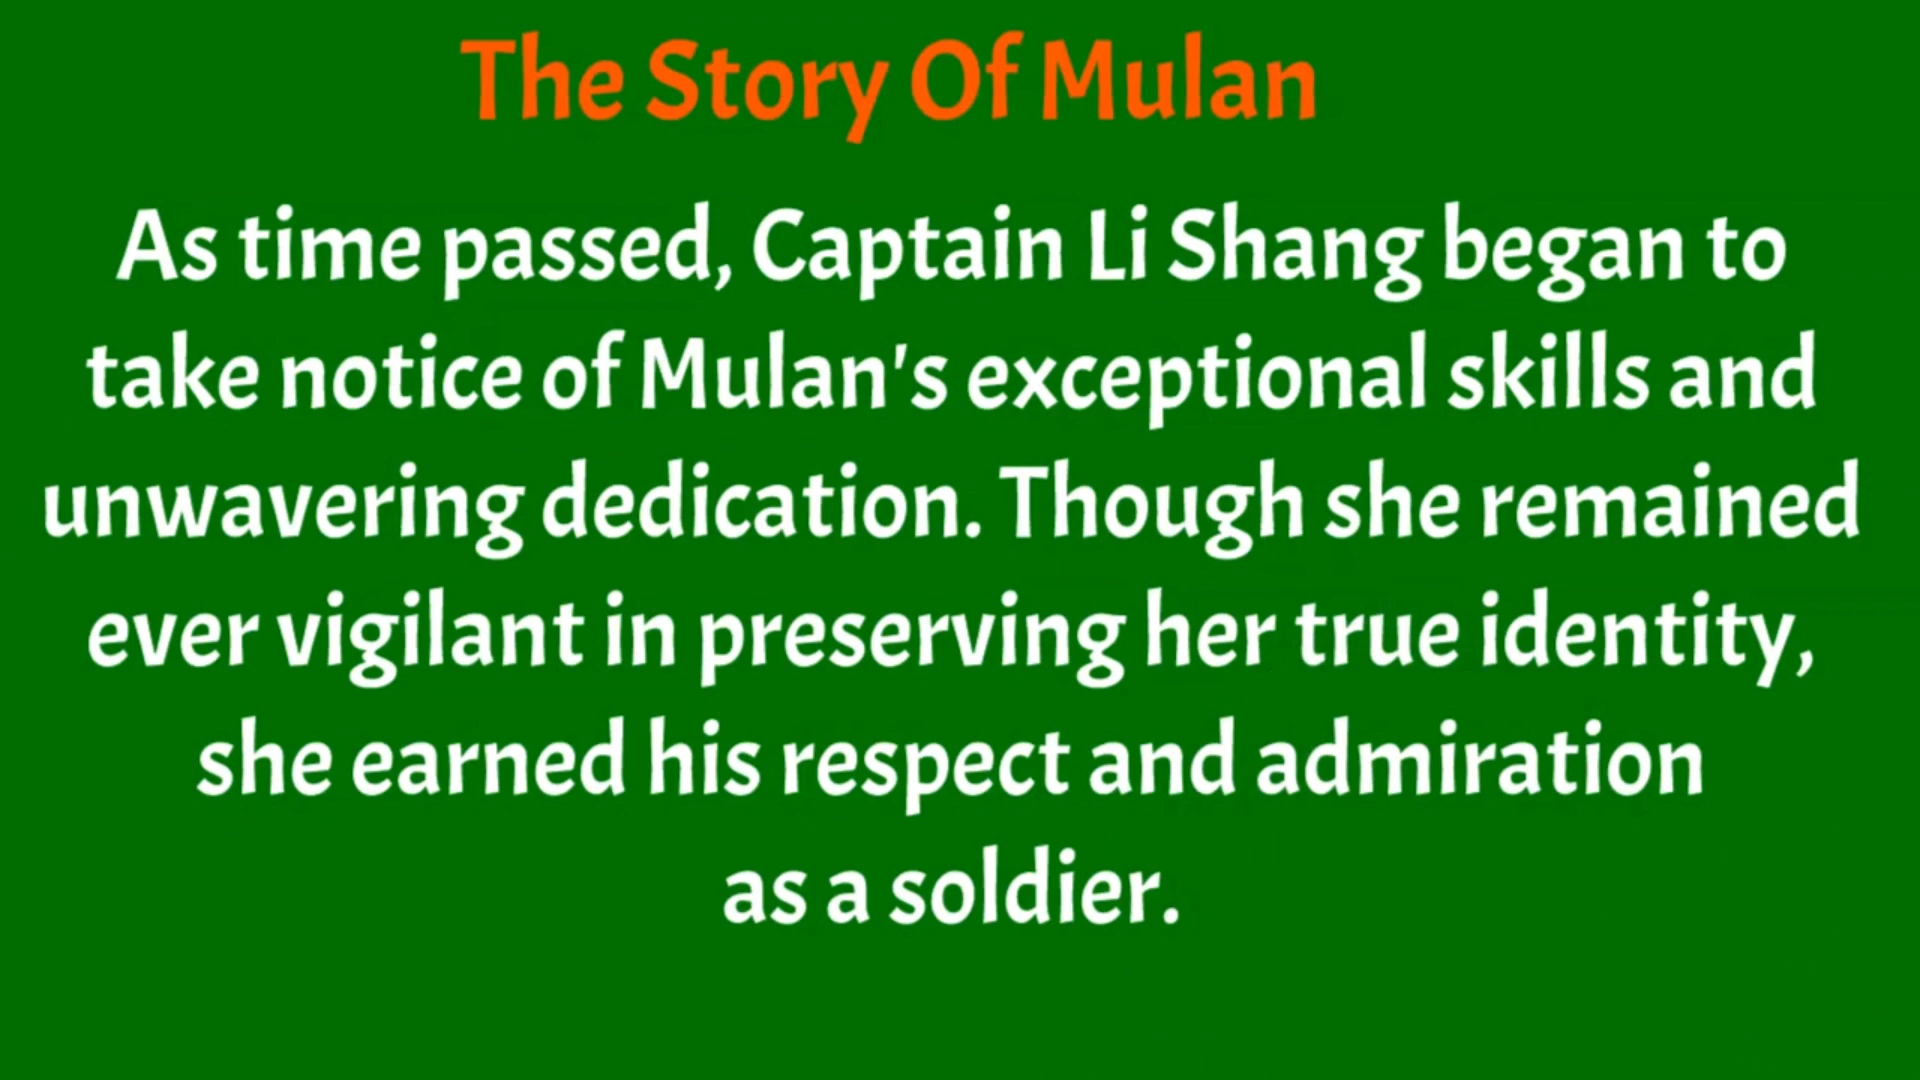 The Story Of Mulan
As time passed, Captain Li Shang began to
take notice of Mulan's exceptional skills and
unwavering dedication. Though she remained
ever vigilant in preserving her true identity,
she earned his respect and admiration
as a soldier.